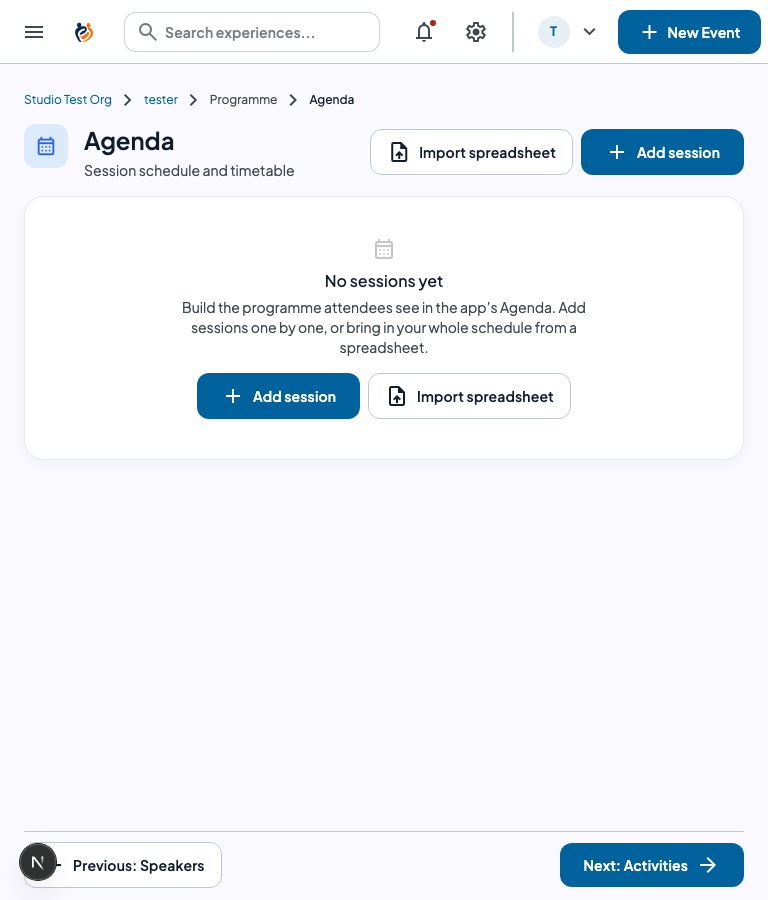 Search experiences...
T
New Event
Studio Test Org
tester
Programme
Agenda
Agenda
Session schedule and timetable
Import spreadsheet
Add session
No sessions yet
Build the programme attendees see in the app's Agenda. Add
sessions one by one, or bring in your whole schedule from a
spreadsheet.
Add session
Import spreadsheet
N
Previous: Speakers
Next: Activities